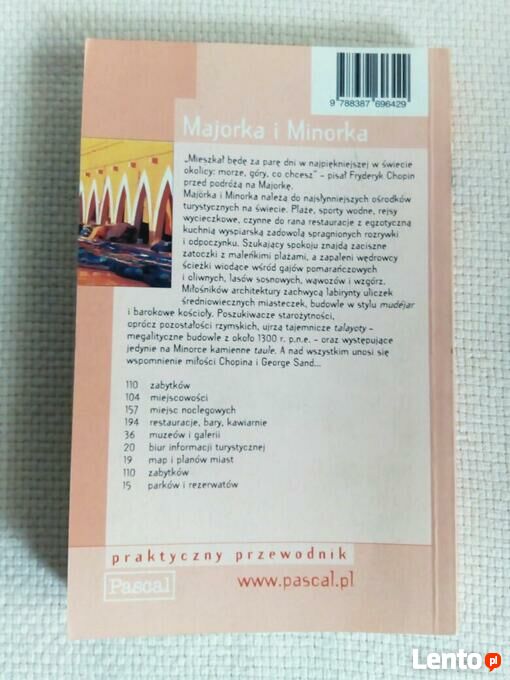 9 788387 696429
Majorka i Minorka
„Mieszkał będę za parę dni w najpiękniejszej w świecie
okolicy: morze, góry, co chcesz” – pisał Fryderyk Chopin
przed podróżą na Majorkę.
Majorka i Minorka należą do najsłynniejszych ośrodków
turystycznych na świecie. Plaże, sporty wodne, rejsy
wycieczkowe, czynne do rana restauracje z egzotyczną
kuchnią wyspiarską zadowolą spragnionych rozrywki
i odpoczynku. Szukający spokoju znajdą zaciszne
zatoczki z maleńkimi plażami, a zapaleni wędrowcy
ścieżki wiodące wśród gajów pomarańczowych
i oliwnych, lasów sosnowych, wąwozów i wzgórz.
Miłośników architektury zachwycą labirynty uliczek
średniowiecznych miasteczek, budowle w stylu mudéjar
i barokowe kościoły. Poszukiwacze starożytności,
oprócz pozostałości rzymskich, ujrzą tajemnicze talayoty –
megalityczne budowle z około 1300 r. p.n.e. – oraz występujące
jedynie na Minorce kamienne taule. A nad wszystkim unosi się
wspomnienie miłości Chopina i George Sand...
110 zabytków
104 miejscowości
157 miejsc noclegowych
194 restauracje, bary, kawiarnie
36 muzeów i galerii
20 biur informacji turystycznej
19 map i planów miast
110 zabytków
15 parków i rezerwatów
praktyczny przewodnik
Pascal
www.pascal.pl
Lento pl